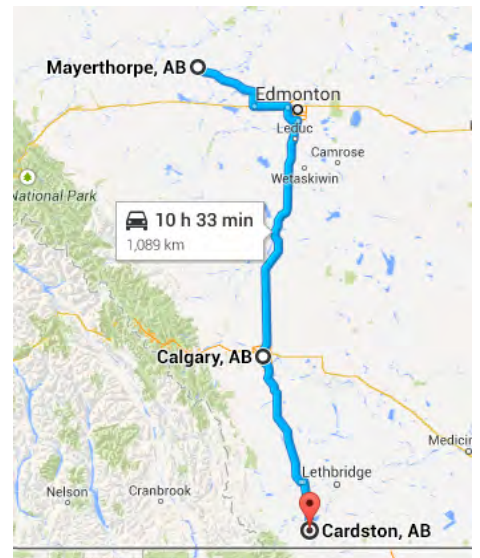 Mayerthorpe, AB
Edmonton
Leduc
Camrose
Wetaskiwin
National Park
10 h 33 min
1,089 km
Calgary, AB
Medicin
Lethbridge
Nelson
Cranbrook
Cardston, AB